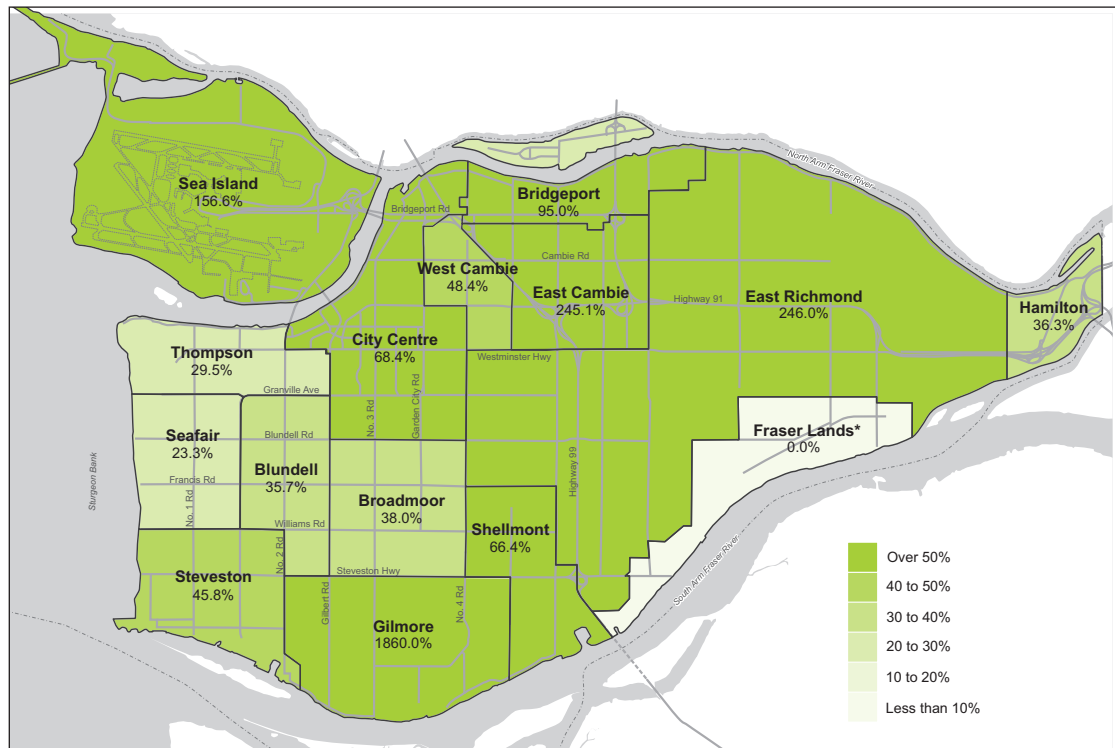 North Arm Fraser River
Sea Island
156.6%
Bridgeport
95.0%
Bridgeport Rd
Cambie Rd
West Cambie
48.4%
East Cambie
245.1%
Highway 91
East Richmond
246.0%
Hamilton
36.3%
City Centre
68.4%
Thompson
29.5%
Westminster Hwy
Granville Ave
No. 3 Rd
Garden City Rd
Seafair
23.3%
Blundell Rd
Blundell
35.7%
Fraser Lands*
0.0%
Sturgeon Bank
Francis Rd
No. 1 Rd
Highway 99
Broadmoor
38.0%
Williams Rd
Shellmont
66.4%
No. 2 Rd
Steveston Hwy
Steveston
45.8%
Gilbert Rd
No. 4 Rd
Gilmore
1860.0%
South Arm Fraser River
Over 50%
40 to 50%
30 to 40%
20 to 30%
10 to 20%
Less than 10%